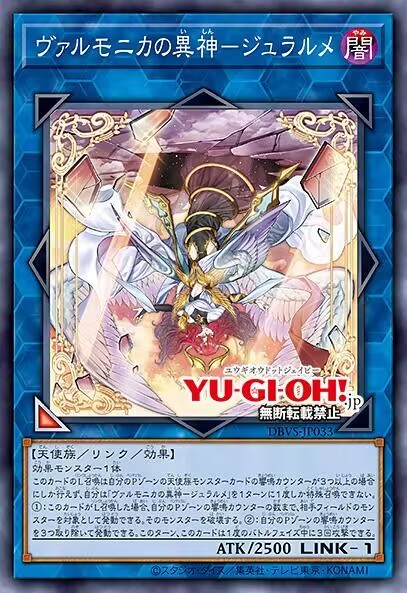 ヴァルモニカの異神－ジュラルメ
闇
ユウギオウドットジェイピー
YU-GI-OH!.jp
無断転載禁止
DBVS-JP033
【天使族／リンク／効果】
効果モンスター1体
このカードのL召喚は自分のPゾーンの天使族モンスターカードの響鳴カウンターが3つ以上の場合
にしか行えず、自分は「ヴァルモニカの異神－ジュラルメ」を1ターンに1度しか特殊召喚できない。
①：このカードがL召喚した場合、自分のPゾーンの響鳴カウンターの数まで、相手フィールドのモン
スターを対象として発動できる。そのモンスターを破壊する。②：自分のPゾーンの響鳴カウンター
を3つ取り除いて発動できる。このターン、このカードは1度のバトルフェイズ中に3回攻撃できる。
ATK/2500 LINK-1
©スタジオ・ダイス／集英社・テレビ東京・KONAMI